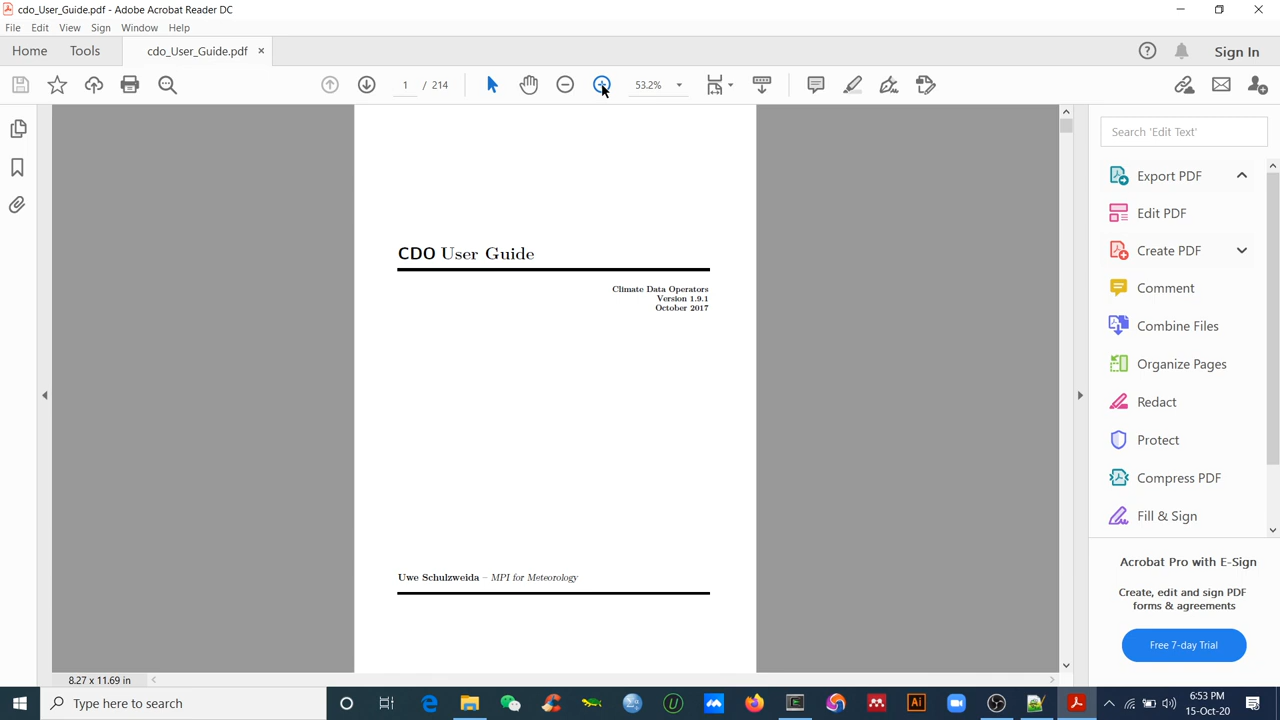 cdo_User_Guide.pdf - Adobe Acrobat Reader DC
File Edit View Sign Window Help
Home Tools cdo_User_Guide.pdf × Sign In
1 / 214 53.2%
Search 'Edit Text'
Export PDF
Edit PDF
Create PDF
Comment
Combine Files
Organize Pages
Redact
Protect
Compress PDF
Fill & Sign
Acrobat Pro with E-Sign
Create, edit and sign PDF
forms & agreements
Free 7-day Trial
CDO User Guide
Climate Data Operators
Version 1.9.1
October 2017
Uwe Schulzweida – MPI for Meteorology
8.27 x 11.69 in
Type here to search
Ai
6:53 PM
15-Oct-20